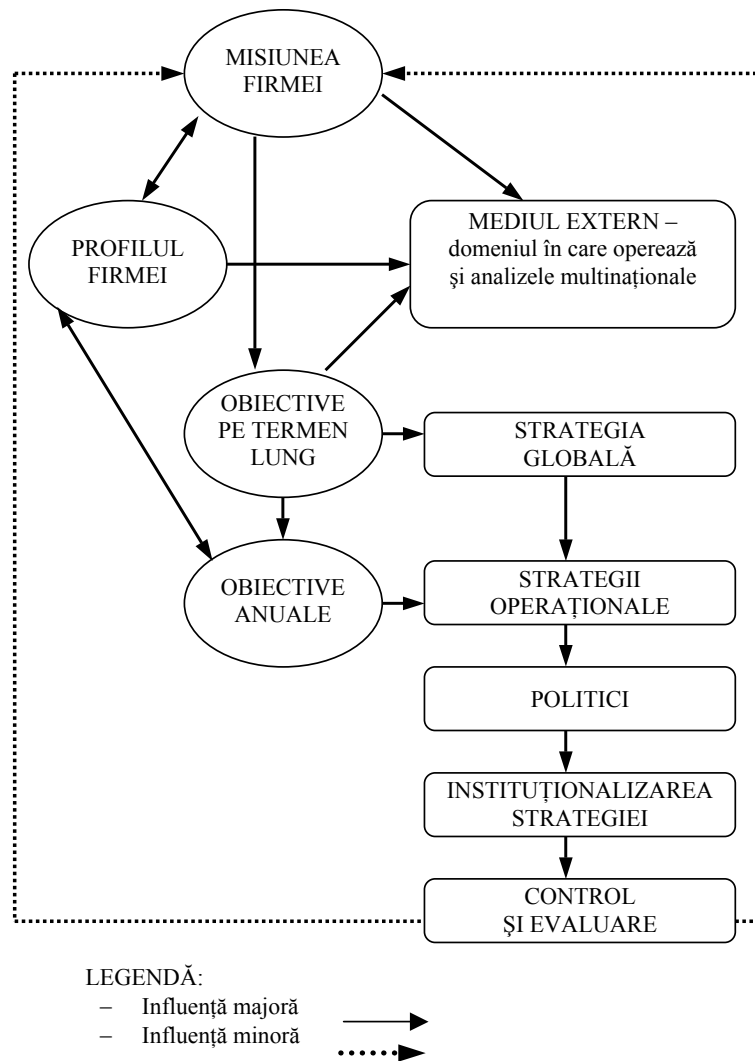 MISIUNEA
FIRMEI
PROFILUL
FIRMEI
MEDIUL EXTERN –
domeniul în care operează
şi analizele multinaţionale
OBIECTIVE
PE TERMEN
LUNG
STRATEGIA
GLOBALĂ
OBIECTIVE
ANUALE
STRATEGII
OPERAŢIONALE
POLITICI
INSTITUŢIONALIZAREA
STRATEGIEI
CONTROL
ŞI EVALUARE
LEGENDĂ:
– Influenţă majoră
– Influenţă minoră